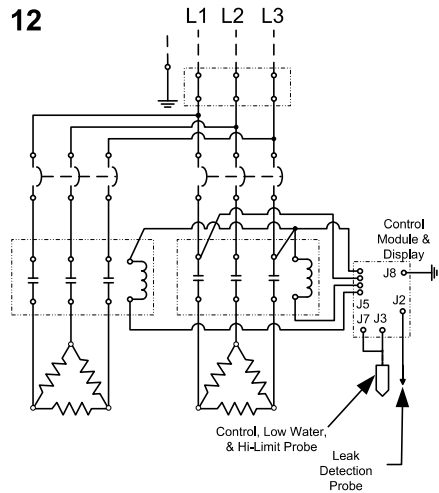 12
L1 L2 L3
Control
Module &
Display
J8
J5
J2
J7 J3
Control, Low Water,
& Hi-Limit Probe
Leak
Detection
Probe